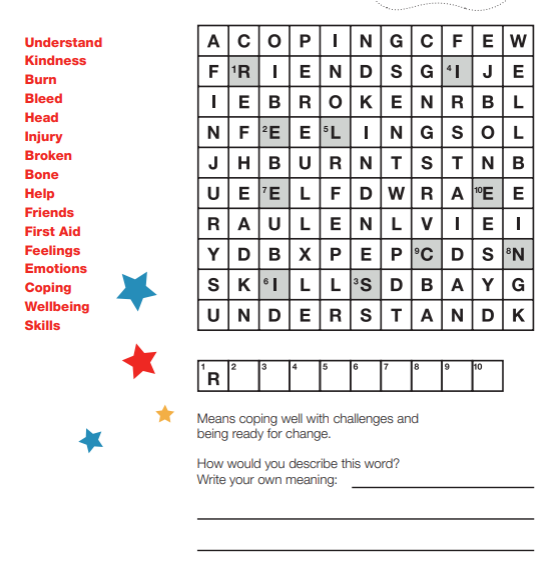 Understand
Kindness
Burn
Bleed
Head
Injury
Broken
Bone
Help
Friends
First Aid
Feelings
Emotions
Coping
Wellbeing
Skills
A C O P I N G C F E W
F 1R I E N D S G 4I J E
I E B R O K E N R B L
N F 2E E 5L I N G S O L
J H B U R N T S T N B
U E 7E L F D W R A 10E E
R A U L E N L V I E I
Y D B X P E P 9C D S 8N
S K 6I L L 3S D B A Y G
U N D E R S T A N D K
1 2 3 4 5 6 7 8 9 10
R
Means coping well with challenges and
being ready for change.
How would you describe this word?
Write your own meaning: